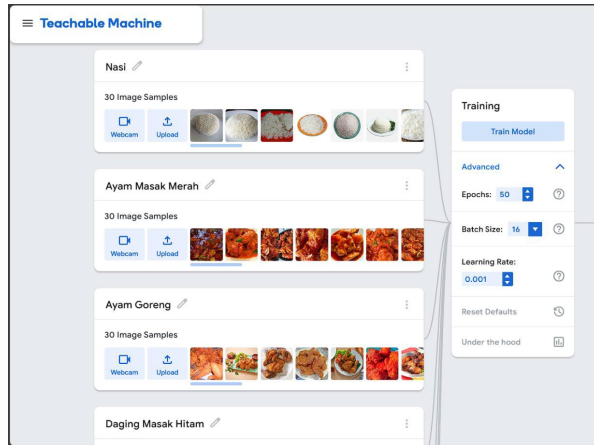 Teachable Machine
Nasi
30 Image Samples
Webcam
Upload
Ayam Masak Merah
30 Image Samples
Webcam
Upload
Ayam Goreng
30 Image Samples
Webcam
Upload
Daging Masak Hitam
Training
Train Model
Advanced
Epochs: 50
Batch Size: 16
Learning Rate:
0.001
Reset Defaults
Under the hood